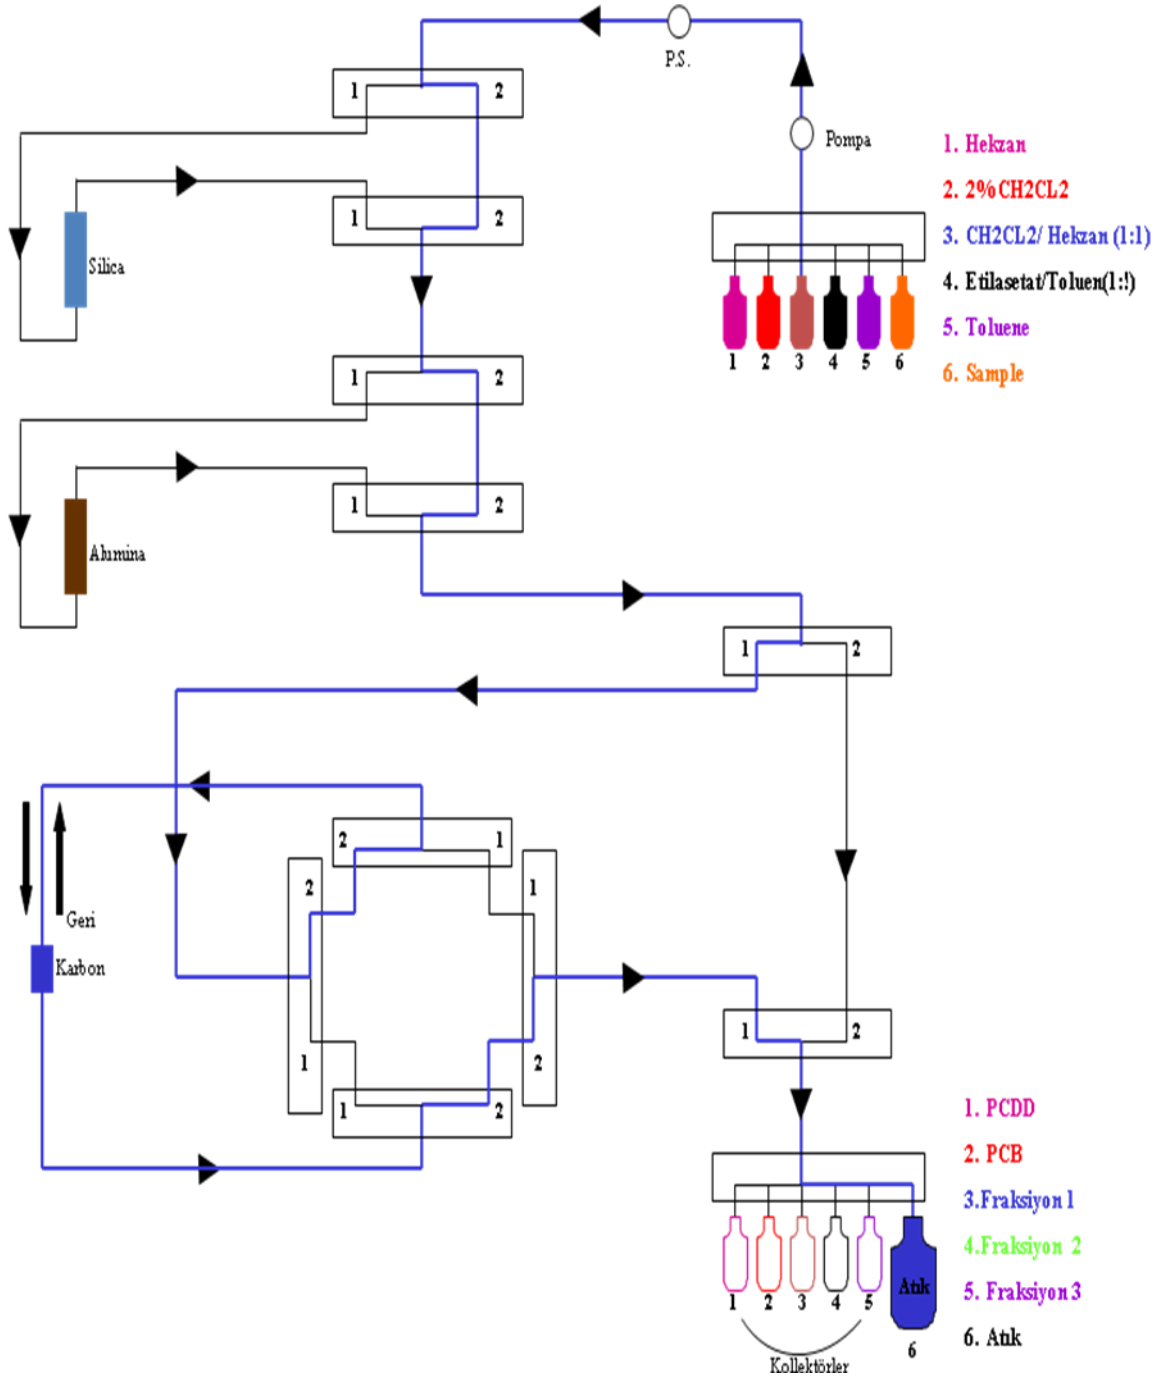 P.S.
1 2
Pompa
1. Hekzan
2. 2%CH2CL2
3. CH2CL2/ Hekzan (1:1)
4. Etilasetat/Toluen(1:!)
5. Toluene
6. Sample
1 2
Silica
1 2 3 4 5 6
1 2
1 2
Alumina
1 2
2 1
2
1
Geri
Karbon
1 2
1
2
1 2
1. PCDD
2. PCB
3.Fraksiyon 1
4.Fraksiyon 2
5. Fraksiyon 3
6. Atık
Atık
1 2 3 4 5
6
Kollektörler